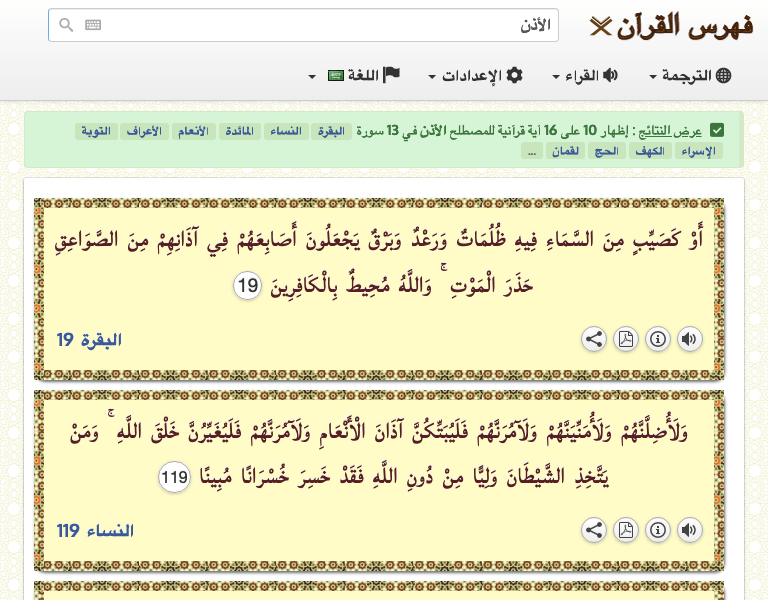 فهرس القرآن
الأذن
الترجمة
القراء
الإعدادات
اللغة
عرض النتائج : إظهار 10 على 16 آية قرآنية للمصطلح الأذن في 13 سورة البقرة النساء المائدة الأنعام الأعراف التوبة
الإسراء الكهف الحج لقمان ...
أَوْ كَصَيِّبٍ مِنَ السَّمَاءِ فِيهِ ظُلُمَاتٌ وَرَعْدٌ وَبَرْقٌ يَجْعَلُونَ أَصَابِعَهُمْ فِي آذَانِهِمْ مِنَ الصَّوَاعِقِ
حَذَرَ الْمَوْتِ ۚ وَاللَّهُ مُحِيطٌ بِالْكَافِرِينَ 19
البقرة 19
وَلَأُضِلَّنَّهُمْ وَلَأُمَنِّيَنَّهُمْ وَلَآمُرَنَّهُمْ فَلَيُبَتِّكُنَّ آذَانَ الْأَنْعَامِ وَلَآمُرَنَّهُمْ فَلَيُغَيِّرُنَّ خَلْقَ اللَّهِ ۚ وَمَنْ
يَتَّخِذِ الشَّيْطَانَ وَلِيًّا مِنْ دُونِ اللَّهِ فَقَدْ خَسِرَ خُسْرَانًا مُبِينًا 119
النساء 119